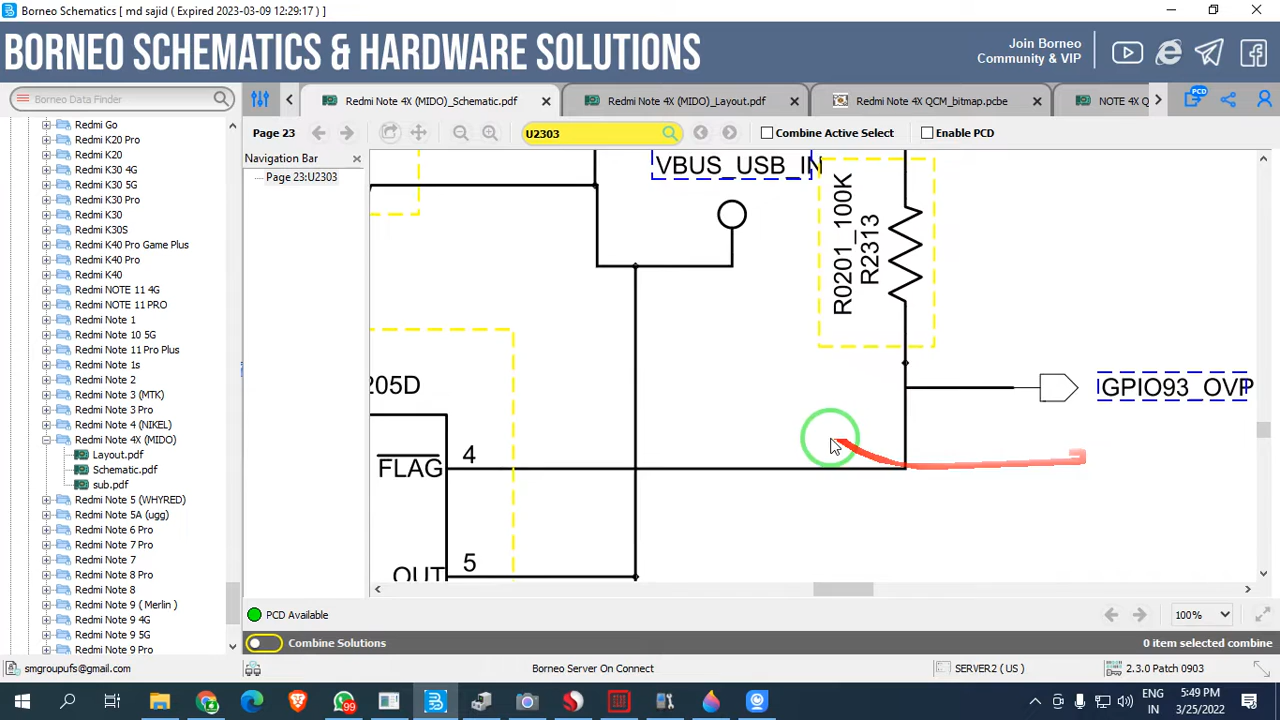 Borneo Schematics [ md sajid ( Expired 2023-03-09 12:29:17 ) ]
BORNEO SCHEMATICS & HARDWARE SOLUTIONS
Join Borneo
Community & VIP
Borneo Data Finder
Redmi Note 4X (MIDO)_Schematic.pdf
Redmi Note 4X (MIDO)_Layout.pdf
Redmi Note 4X QCM_bitmap.pcbe
NOTE 4X Q
PCD
Page 23
U2303
Combine Active Select
Enable PCD
Navigation Bar
Page 23:U2303
Redmi Go
Redmi K20 Pro
Redmi K20
Redmi K30 4G
Redmi K30 5G
Redmi K30 Pro
Redmi K30
Redmi K30S
Redmi K40 Pro Game Plus
Redmi K40 Pro
Redmi K40
Redmi NOTE 11 4G
Redmi NOTE 11 PRO
Redmi Note 1
Redmi Note 10 5G
Redmi Note 11 Pro Plus
Redmi Note 1s
Redmi Note 2
Redmi Note 3 (MTK)
Redmi Note 3 Pro
Redmi Note 4 (NIKEL)
Redmi Note 4X (MIDO)
Layout.pdf
Schematic.pdf
sub.pdf
Redmi Note 5 (WHYRED)
Redmi Note 5A (ugg)
Redmi Note 6 Pro
Redmi Note 7 Pro
Redmi Note 7
Redmi Note 8 Pro
Redmi Note 8
Redmi Note 9 ( Merlin )
Redmi Note 9 4G
Redmi Note 9 5G
Redmi Note 9 Pro
VBUS_USB_IN
R0201_100K
R2313
GPIO93_OVP
205D
FLAG
4
OUT
5
PCD Available
100%
Combine Solutions
0 item selected combine
smgroupufs@gmail.com
Borneo Server On Connect
SERVER2 ( US )
2.3.0 Patch 0903
99
ENG
IN
5:49 PM
3/25/2022